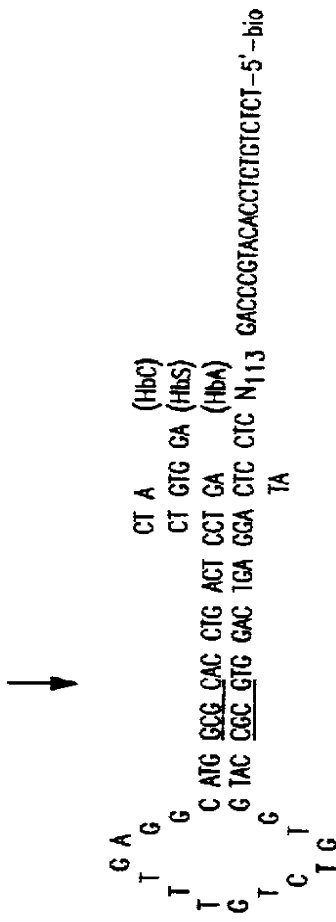 CT A (HbC)
CT GTG GA (HbS)
G A
T G
T G
T C ATG GCG CAC CTG ACT CCT GA (HbA)
G G TAC CGC GTG GAC TGA GGA CTC CTC N113 GACCCGTACACCTCTGTCTCT-5'-bio
TA
T G
C T
T G